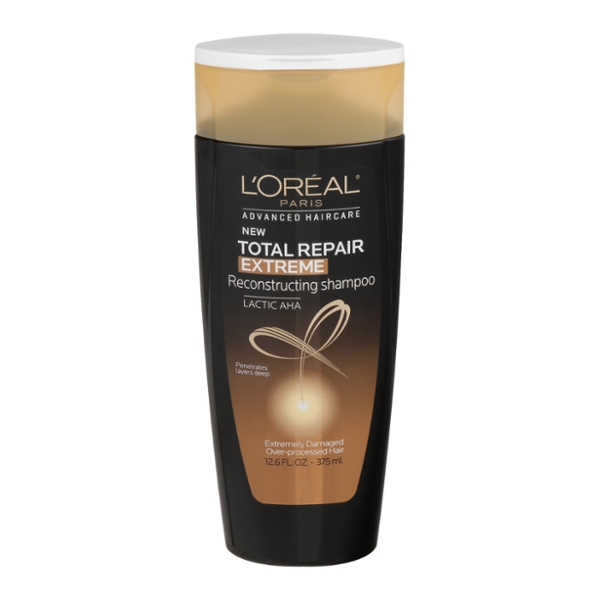 L'ORÉAL®
PARIS
ADVANCED HAIRCARE
NEW
TOTAL REPAIR
EXTREME
Reconstructing shampoo
LACTIC AHA
Penetrates
layers deep
Extremely Damaged
Over-processed Hair
12.6 FL. OZ - 375 ml